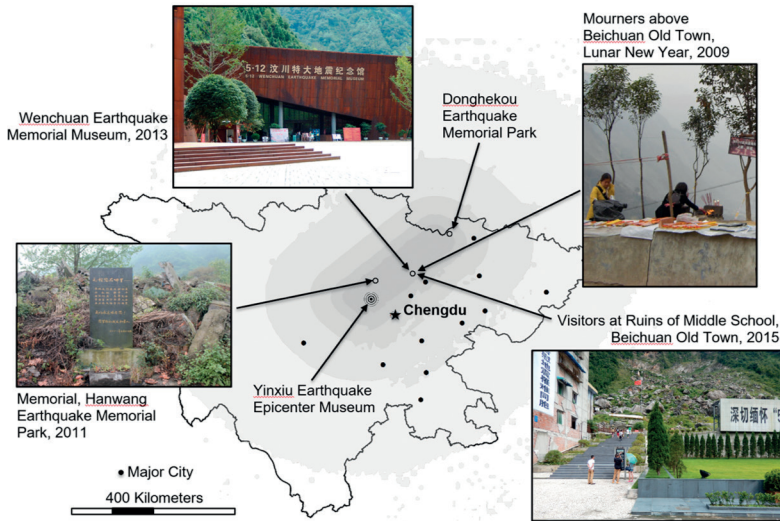 Mourners above
Beichuan Old Town,
Lunar New Year, 2009
5·12 汶川特大地震纪念馆
5·12 WENCHUAN EARTHQUAKE MEMORIAL MUSEUM
Wenchuan Earthquake
Memorial Museum, 2013
Donghekou
Earthquake
Memorial Park
Chengdu
Visitors at Ruins of Middle School,
Beichuan Old Town, 2015
Yinxiu Earthquake
Epicenter Museum
Memorial, Hanwang
Earthquake Memorial
Park, 2011
深切缅怀"5
Major City
400 Kilometers